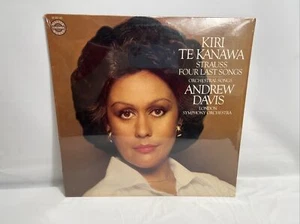 KIRI
TE KANAWA
STRAUSS
FOUR LAST SONGS
ORCHESTRAL SONGS
ANDREW
DAVIS
LONDON
SYMPHONY ORCHESTRA